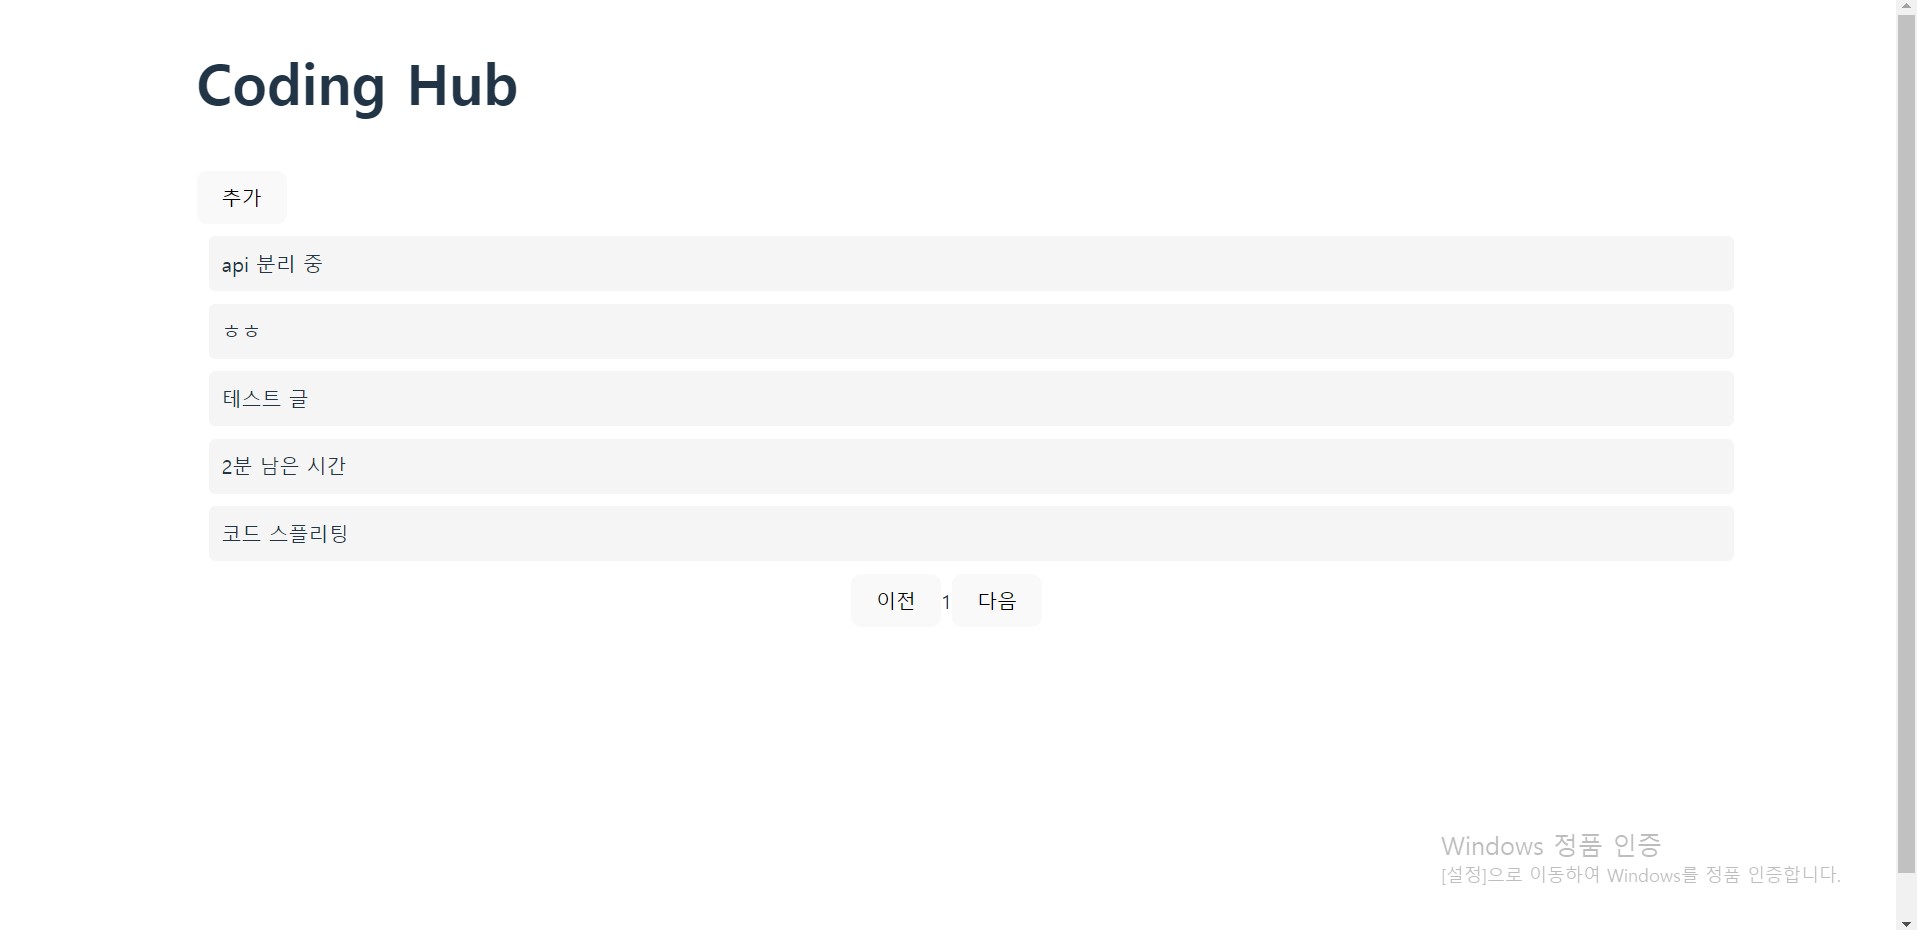 Coding Hub
추가
api 분리 중
ㅎㅎ
테스트 글
2분 남은 시간
코드 스플리팅
이전 1 다음
Windows 정품 인증
[설정]으로 이동하여 Windows를 정품 인증합니다.